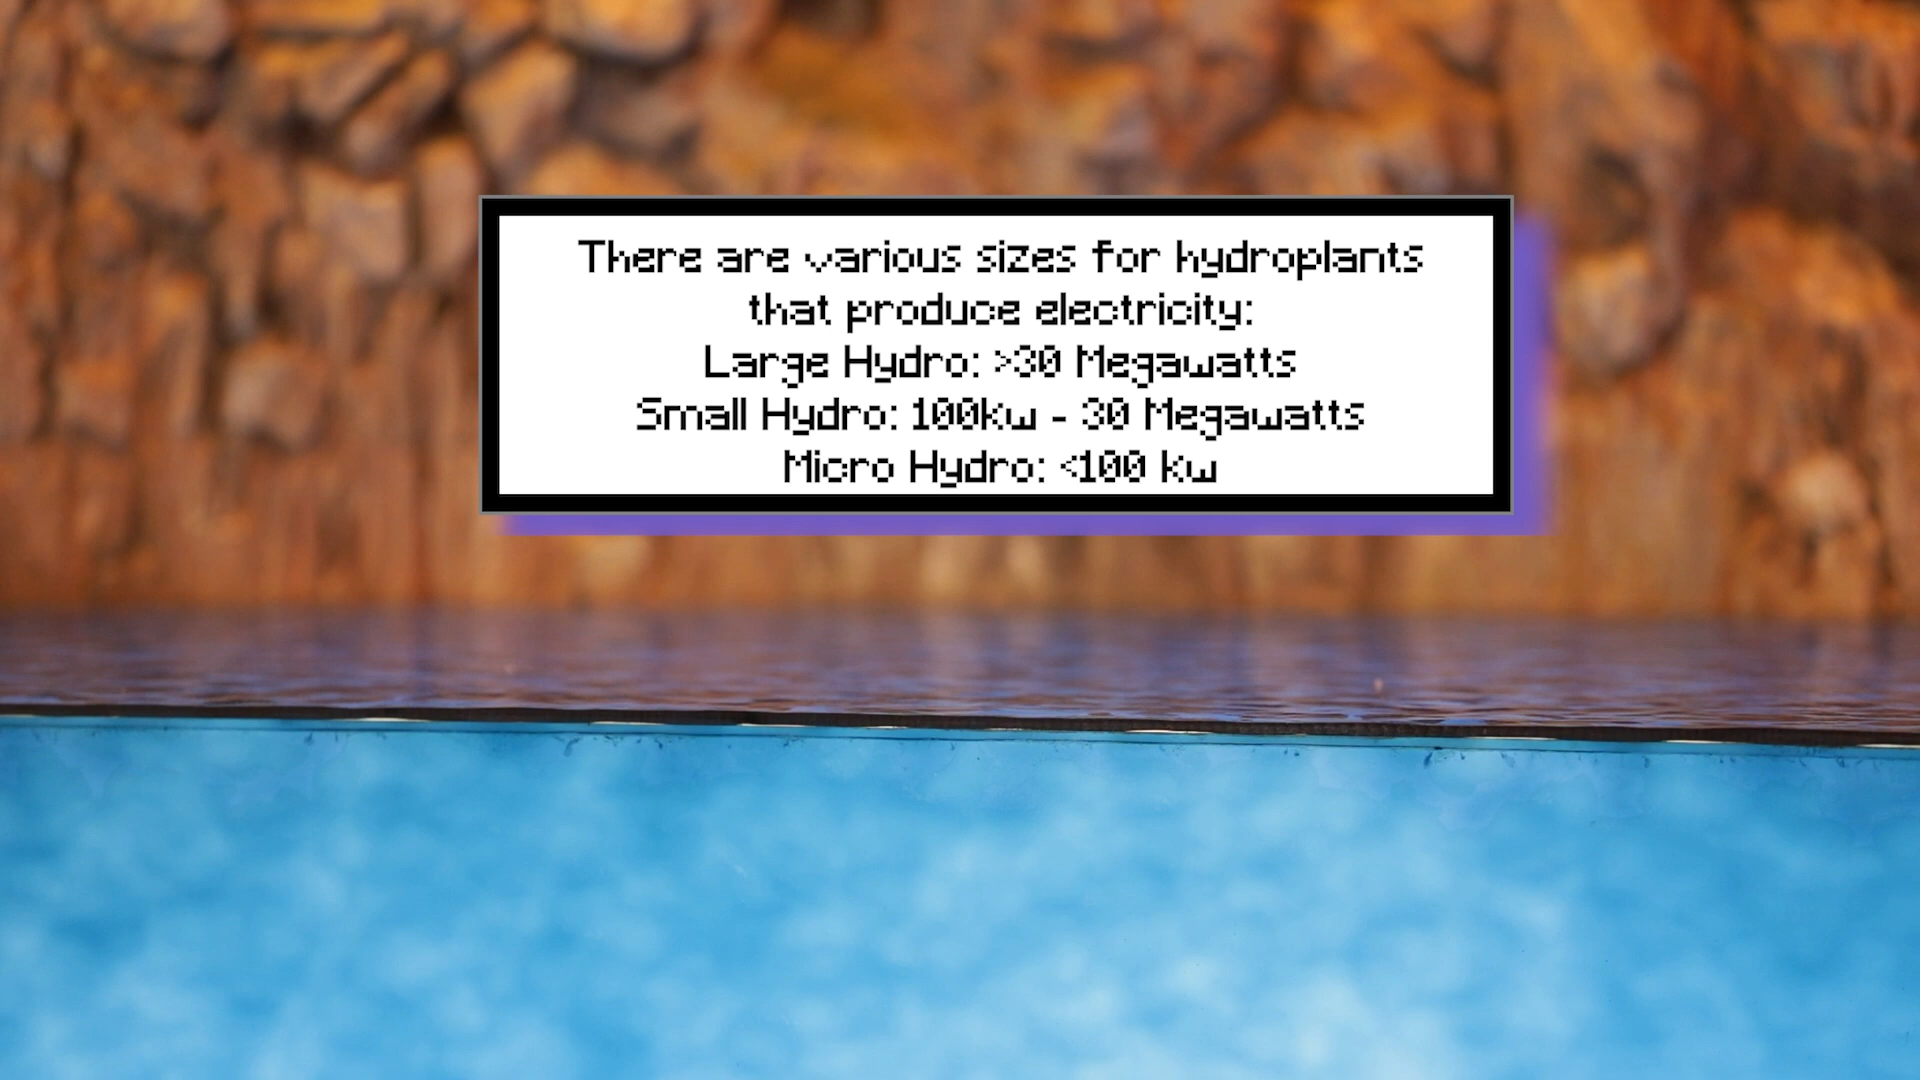 There are various sizes for hydroplants
that produce electricity:
Large Hydro: >30 Megawatts
Small Hydro: 100kw - 30 Megawatts
Micro Hydro: <100 kw